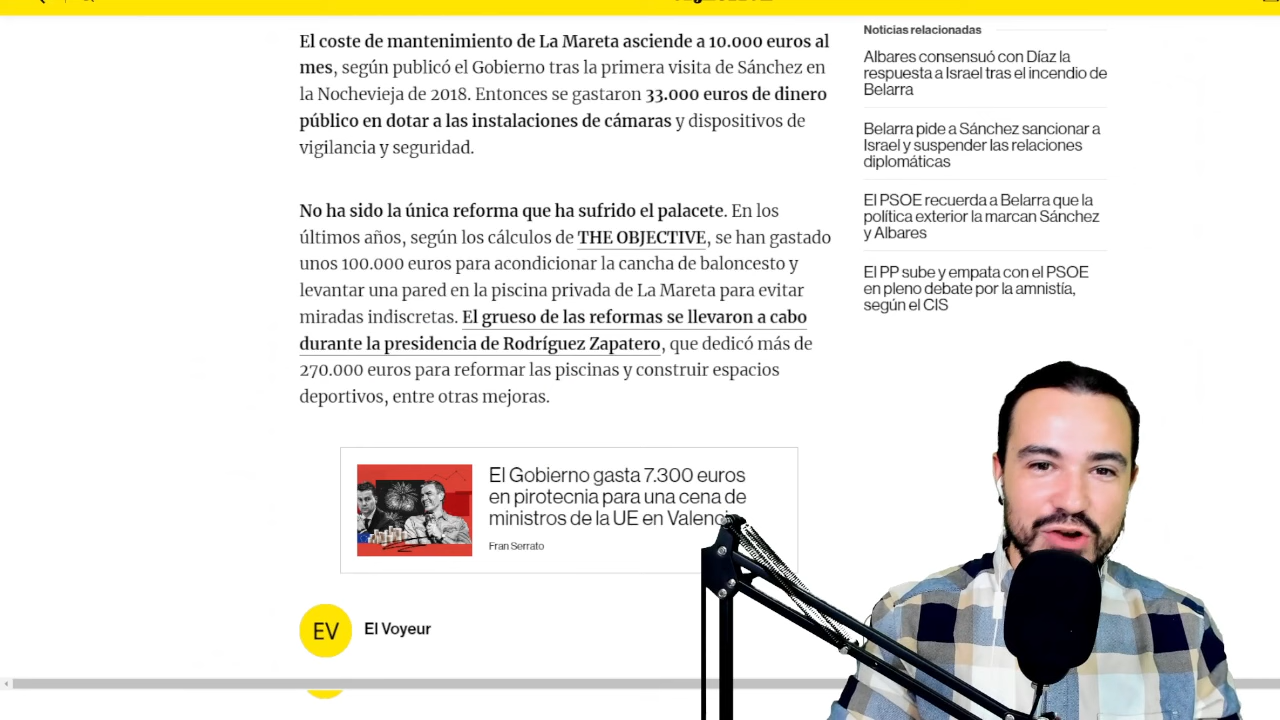 El coste de mantenimiento de La Mareta asciende a 10.000 euros al
mes, según publicó el Gobierno tras la primera visita de Sánchez en
la Nochevieja de 2018. Entonces se gastaron 33.000 euros de dinero
público en dotar a las instalaciones de cámaras y dispositivos de
vigilancia y seguridad.
No ha sido la única reforma que ha sufrido el palacete. En los
últimos años, según los cálculos de THE OBJECTIVE, se han gastado
unos 100.000 euros para acondicionar la cancha de baloncesto y
levantar una pared en la piscina privada de La Mareta para evitar
miradas indiscretas. El grueso de las reformas se llevaron a cabo
durante la presidencia de Rodríguez Zapatero, que dedicó más de
270.000 euros para reformar las piscinas y construir espacios
deportivos, entre otras mejoras.
El Gobierno gasta 7.300 euros
en pirotecnia para una cena de
ministros de la UE en
Fran Serrato
EV
El Voyeur
Noticias relacionadas
Albares consensuó con Díaz la
respuesta a Israel tras el incendio de
Belarra
Belarra pide a Sánchez sancionar a
Israel y suspender las relaciones
diplomáticas
El PSOE recuerda a Belarra que la
política exterior la marcan Sánchez
y Albares
El PP sube y empata con el PSOE
en pleno debate por la amnistía,
según el CIS